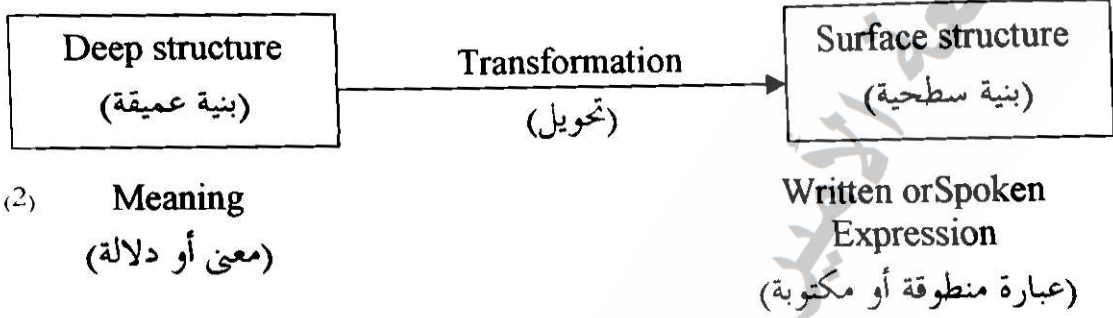 Deep structure
(بنية عميقة)
Transformation
(تحويل)
Surface structure
(بنية سطحية)
(2) Meaning
(معنى أو دلالة)
Written orSpoken
Expression
(عبارة منطوقة أو مكتوبة)